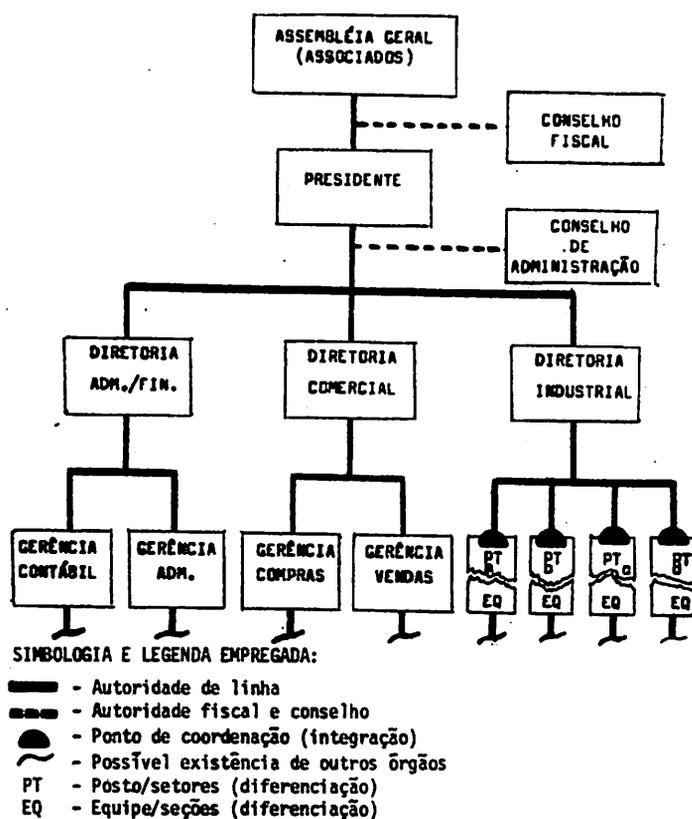 ASSEMBLÉIA GERAL
(ASSOCIADOS)
CONSELHO
FISCAL
PRESIDENTE
CONSELHO
.DE
ADMINISTRAÇÃO
DIRETORIA
ADM./FIN.
DIRETORIA
COMERCIAL
DIRETORIA
INDUSTRIAL
GERÊNCIA
CONTÁBIL
GERÊNCIA
ADM.
GERÊNCIA
COMPRAS
GERÊNCIA
VENDAS
PT
EQ
PT
EQ
PT
EQ
PT
EQ
SIMBOLOGIA E LEGENDA EMPREGADA:
- Autoridade de linha
- Autoridade fiscal e conselho
- Ponto de coordenação (integração)
- Possível existência de outros órgãos
PT - Posto/setores (diferenciação)
EQ - Equipe/seções (diferenciação)